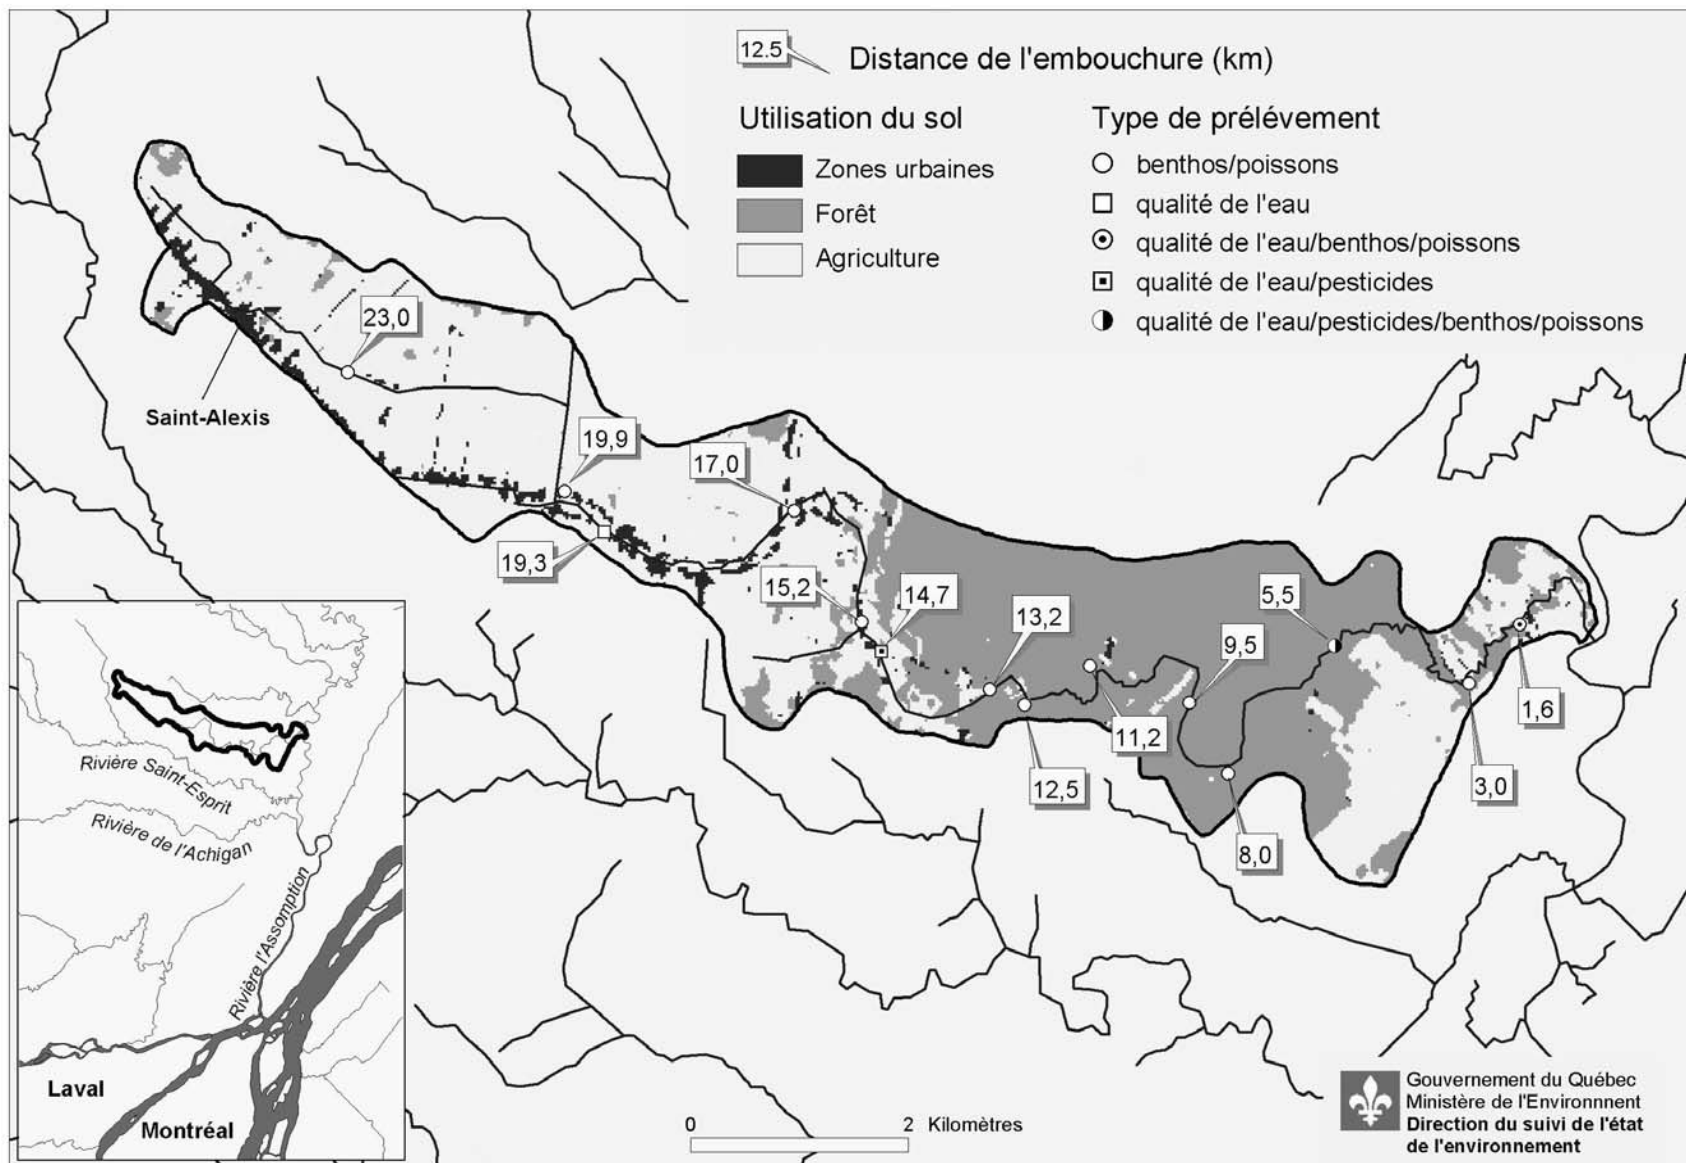 12.5 Distance de l'embouchure (km)
Utilisation du sol
Zones urbaines
Forêt
Agriculture
Type de prélévement
benthos/poissons
qualité de l'eau
qualité de l'eau/benthos/poissons
qualité de l'eau/pesticides
qualité de l'eau/pesticides/benthos/poissons
23,0
Saint-Alexis
19,9
17,0
19,3
15,2
14,7
13,2
5,5
9,5
11,2
1,6
12,5
3,0
8,0
Rivière Saint-Esprit
Rivière de l'Achigan
Rivière l'Assomption
Laval
Montréal
0 2 Kilomètres
Gouvernement du Québec
Ministère de l'Environnnent
Direction du suivi de l'état
de l'environnement